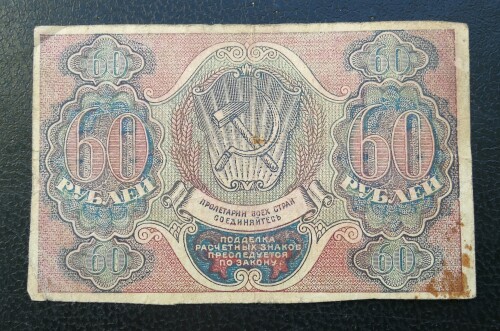 60
60
60
РУБЛЕЙ
60
РУБЛЕЙ
ПРОЛЕТАРИИ ВСЕХ СТРАН
СОЕДИНЯЙТЕСЬ
ПОДДЕЛКА
РАСЧЕТНЫХ ЗНАКОВ
ПРЕСЛЕДУЕТСЯ
ПО ЗАКОНУ
60
60